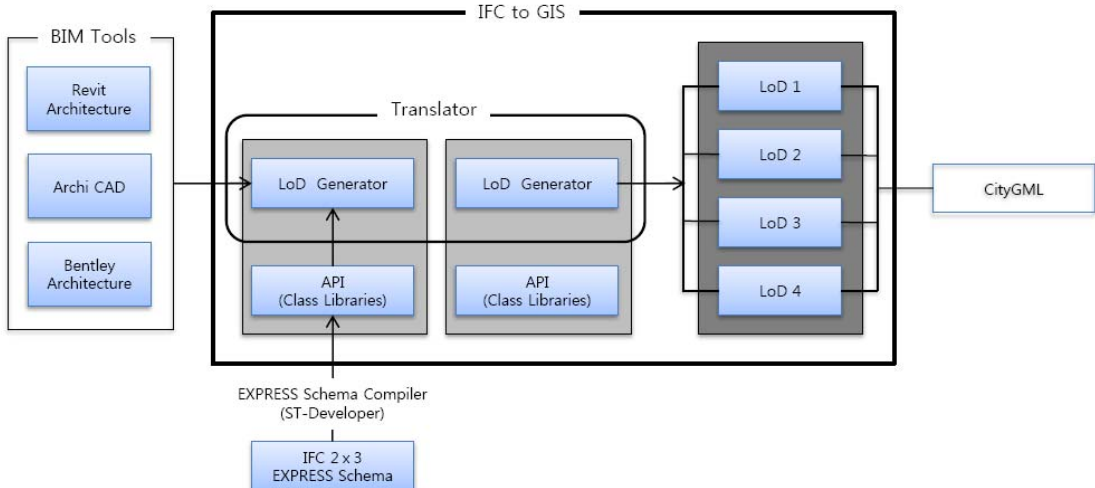 IFC to GIS
BIM Tools
Revit
Architecture
Archi CAD
Bentley
Architecture
Translator
LoD Generator
LoD Generator
API
(Class Libraries)
API
(Class Libraries)
LoD 1
LoD 2
LoD 3
LoD 4
CityGML
EXPRESS Schema Compiler
(ST-Developer)
IFC 2 x 3
EXPRESS Schema